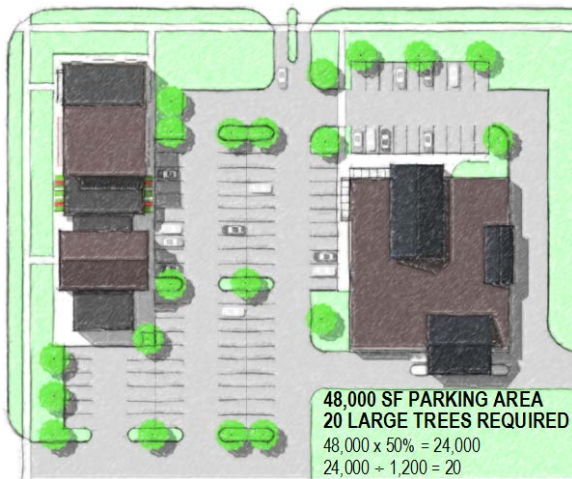 48,000 SF PARKING AREA
20 LARGE TREES REQUIRED
48,000 x 50% = 24,000
24,000 ÷ 1,200 = 20